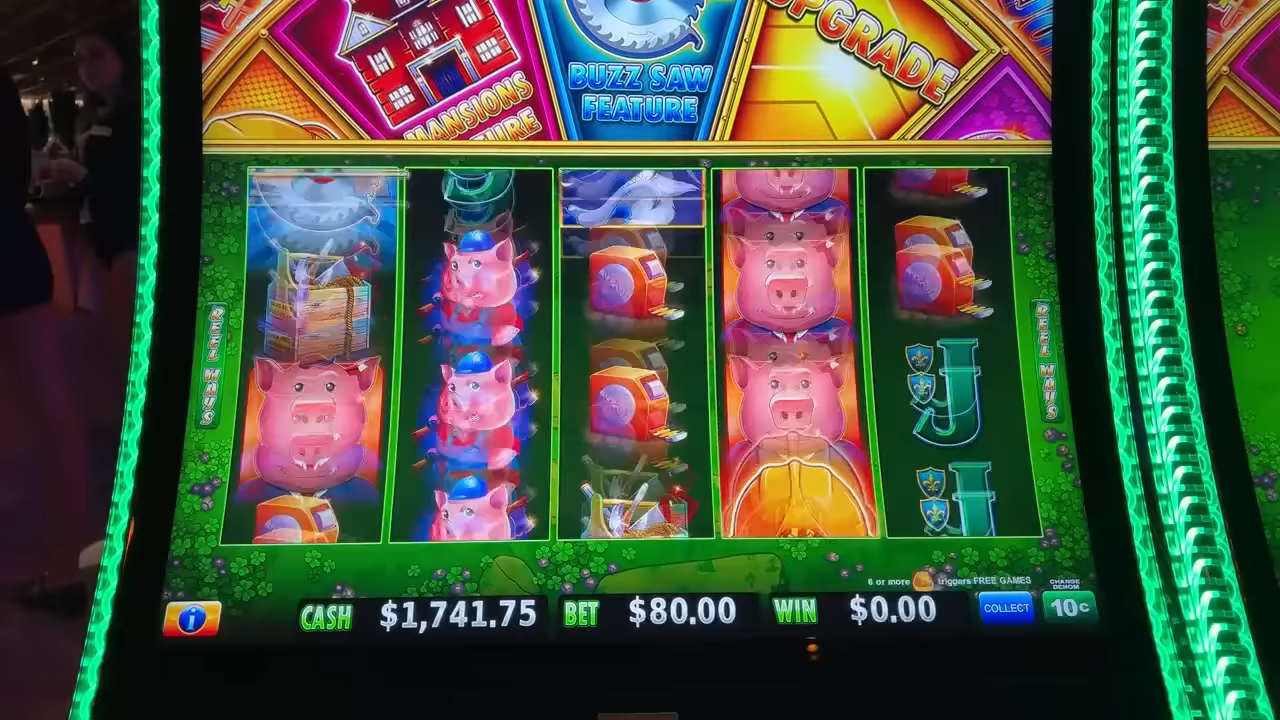 MANSIONS
BUZZ SAW
FEATURE
UPGRADE
REEL WAYS
REEL WAYS
J
J
6 or more triggers FREE GAMES
CHANGE
DENOM
i
CASH $1,741.75 BET $80.00 WIN $0.00 COLLECT 10¢